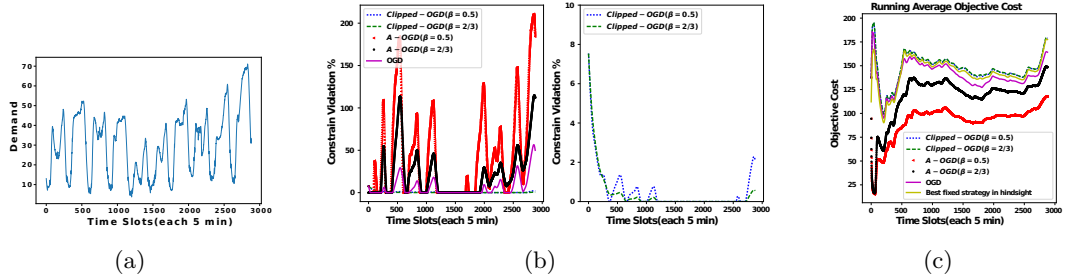 Demand
70
60
50
40
30
20
10
0
1000
2000
3000
Time Slots(each 5 min)
(a)
Constrain Violation %
200
150
100
50
0
0
500
1000
1500
2000
2500
3000
Time Slots(each 5 min)
Clipped−OGD(β = 0.5)
Clipped−OGD(β = 2/3)
A−OGD(β = 0.5)
A−OGD(β = 2/3)
OGD
Constrain Violation %
10
8
6
4
2
0
0
500
1000
1500
2000
2500
3000
Time Slots(each 5 min)
Clipped−OGD(β = 0.5)
Clipped−OGD(β = 2/3)
(b)
Running Average Objective Cost
Objective Cost
200
175
150
125
100
75
50
25
0
500
1000
1500
2000
2500
3000
Time Slots(each 5 min)
Clipped−OGD(β = 0.5)
Clipped−OGD(β = 2/3)
A−OGD(β = 0.5)
A−OGD(β = 2/3)
OGD
Best fixed strategy in hindsight
(c)